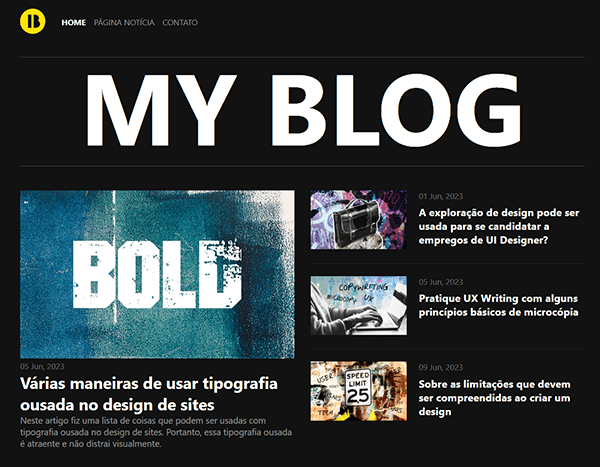 B
HOME PÁGINA NOTÍCIA CONTATO
MY BLOG
BOLD
05 Jun, 2023
Várias maneiras de usar tipografia
ousada no design de sites
Neste artigo fiz uma lista de coisas que podem ser usadas com
tipografia ousada no design de sites. Portanto, essa tipografia ousada
é atraente e não distrai visualmente.
01 Jun, 2023
A exploração de design pode ser
usada para se candidatar a
empregos de UI Designer?
COPYWRITING
MICROCOPY UX
05 Jun, 2023
Pratique UX Writing com alguns
princípios básicos de microcópia
USER
TECH
SPEED
LIMIT
25
09 Jun, 2023
Sobre as limitações que devem
ser compreendidas ao criar um
design